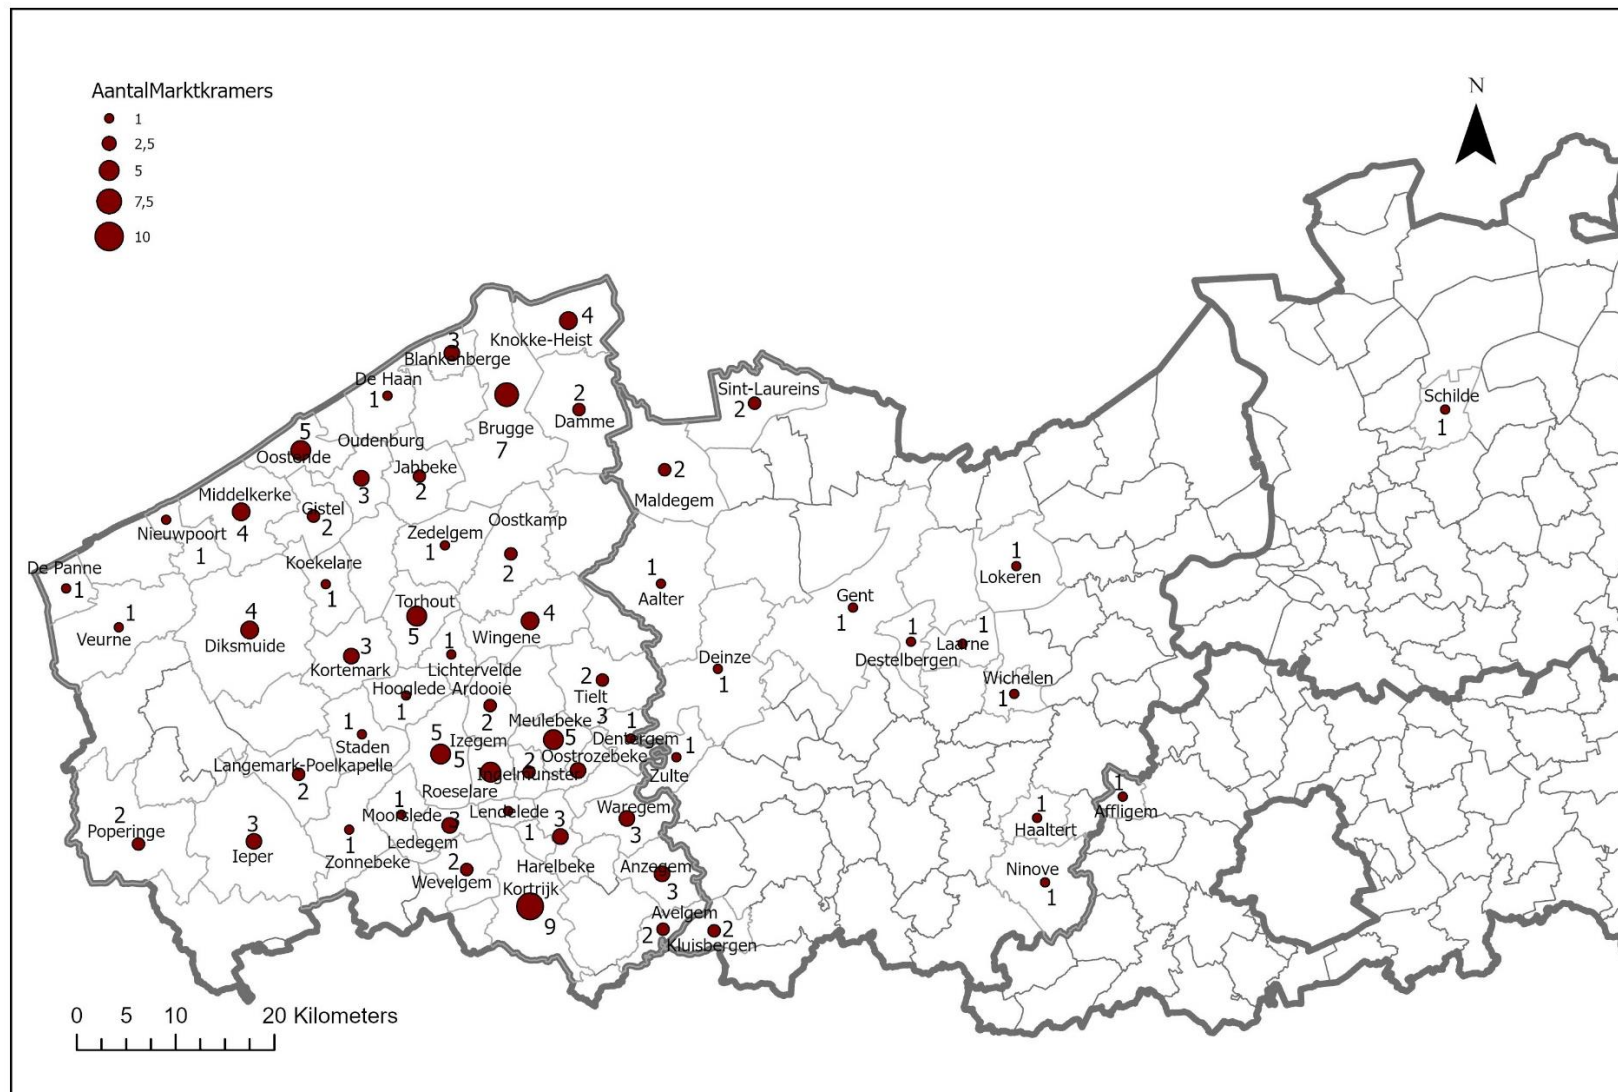 N
AantalMarktkramers
1
2,5
5
7,5
10
4
Knokke-Heist
3
Blankenberge
De Haan
1
2
Damme
Brugge
7
Sint-Laureins
2
Schilde
1
5
Oostende
Oudenburg
3
Jabbeke
2
2
Maldegem
Middelkerke
4
Gistel
2
Nieuwpoort
1
Zedelgem
1
Oostkamp
2
De Panne
1
Koekelare
1
1
Lokeren
1
Aalter
Gent
1
1
Veurne
4
Diksmuide
Torhout
5
4
Wingene
1
Destelbergen
1
Laarne
3
Kortemark
1
Lichtervelde
Deinze
1
Wichelen
1
Hooglede
1
Ardooie
2
2
Tielt
3
Meulebeke
5
1
Dentergem
1
Staden
5
5
Izegem
Oostrozebeke
1
Zulte
Langemark-Poelkapelle
2
2
Ingelmunster
Roeselare
1
Affligem
2
Poperinge
3
Ieper
1
Zonnebeke
1
Moorslede
3
Ledegem
Lendelede
1
3
Harelbeke
Waregem
3
1
Haaltert
2
Wevelgem
Anzegem
3
Ninove
1
Kortrijk
9
Avelgem
2
2
Kluisbergen
0 5 10 20 Kilometers